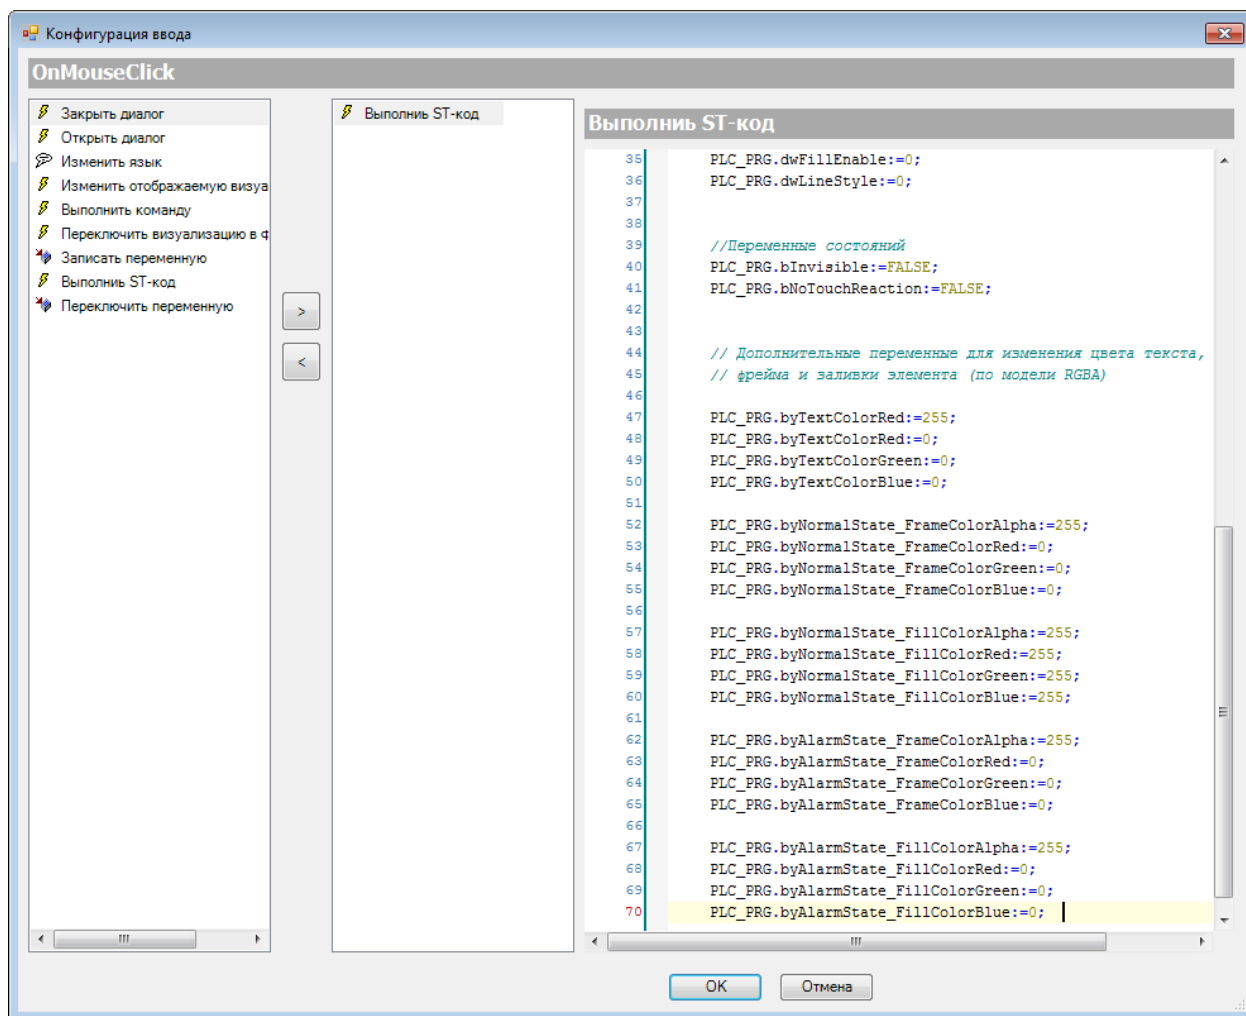 Конфигурация ввода
OnMouseClick
Закрыть диалог
Открыть диалог
Изменить язык
Изменить отображаемую визуа
Выполнить команду
Переключить визуализацию в ф
Записать переменную
Выполниь ST-код
Переключить переменную
>
<
Выполниь ST-код
Выполниь ST-код
35 PLC_PRG.dwFillEnable:=0;
36 PLC_PRG.dwLineStyle:=0;
37
38
39 //Переменные состояний
40 PLC_PRG.bInvisible:=FALSE;
41 PLC_PRG.bNoTouchReaction:=FALSE;
42
43
44 // Дополнительные переменные для изменения цвета текста,
45 // фрейма и заливки элемента (по модели RGBA)
46
47 PLC_PRG.byTextColorRed:=255;
48 PLC_PRG.byTextColorRed:=0;
49 PLC_PRG.byTextColorGreen:=0;
50 PLC_PRG.byTextColorBlue:=0;
51
52 PLC_PRG.byNormalState_FrameColorAlpha:=255;
53 PLC_PRG.byNormalState_FrameColorRed:=0;
54 PLC_PRG.byNormalState_FrameColorGreen:=0;
55 PLC_PRG.byNormalState_FrameColorBlue:=0;
56
57 PLC_PRG.byNormalState_FillColorAlpha:=255;
58 PLC_PRG.byNormalState_FillColorRed:=255;
59 PLC_PRG.byNormalState_FillColorGreen:=255;
60 PLC_PRG.byNormalState_FillColorBlue:=255;
61
62 PLC_PRG.byAlarmState_FrameColorAlpha:=255;
63 PLC_PRG.byAlarmState_FrameColorRed:=0;
64 PLC_PRG.byAlarmState_FrameColorGreen:=0;
65 PLC_PRG.byAlarmState_FrameColorBlue:=0;
66
67 PLC_PRG.byAlarmState_FillColorAlpha:=255;
68 PLC_PRG.byAlarmState_FillColorRed:=0;
69 PLC_PRG.byAlarmState_FillColorGreen:=0;
70 PLC_PRG.byAlarmState_FillColorBlue:=0;
OK
Отмена